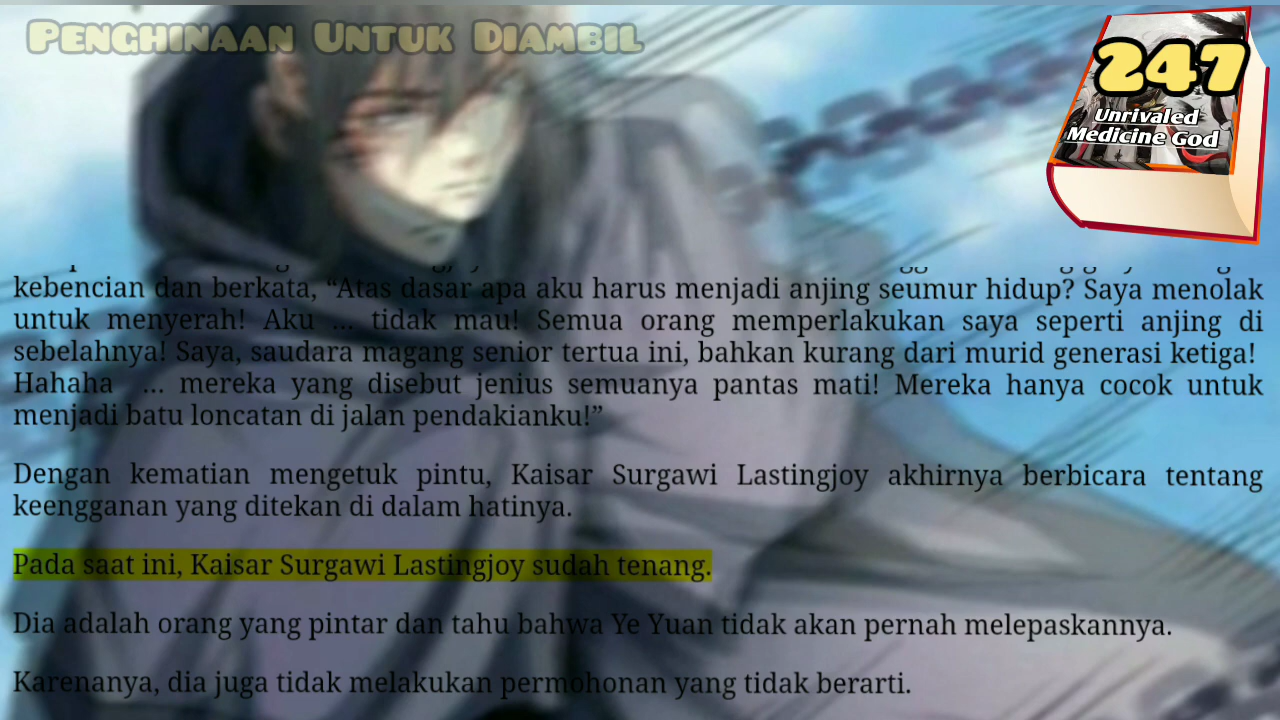 Penghinaan Untuk Diambil
247
Unrivaled
Medicine God
kebencian dan berkata, “Atas dasar apa aku harus menjadi anjing seumur hidup? Saya menolak
untuk menyerah! Aku ... tidak mau! Semua orang memperlakukan saya seperti anjing di
sebelahnya! Saya, saudara magang senior tertua ini, bahkan kurang dari murid generasi ketiga!
Hahaha ... mereka yang disebut jenius semuanya pantas mati! Mereka hanya cocok untuk
menjadi batu loncatan di jalan pendakianku!”
Dengan kematian mengetuk pintu, Kaisar Surgawi Lastingjoy akhirnya berbicara tentang
keengganan yang ditekan di dalam hatinya.
Pada saat ini, Kaisar Surgawi Lastingjoy sudah tenang.
Dia adalah orang yang pintar dan tahu bahwa Ye Yuan tidak akan pernah melepaskannya.
Karenanya, dia juga tidak melakukan permohonan yang tidak berarti.